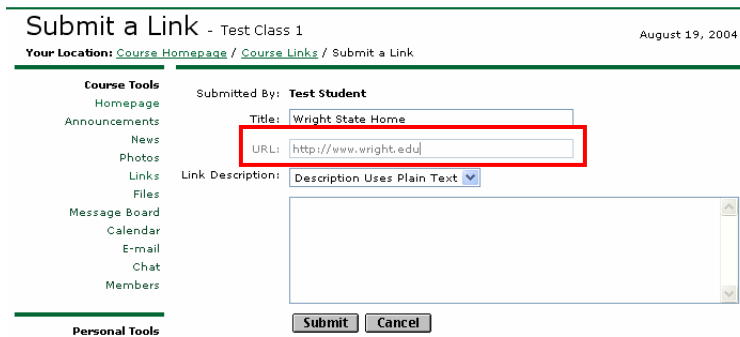 Submit a Link - Test Class 1
August 19, 2004
Your Location: Course Homepage / Course Links / Submit a Link
Course Tools
Homepage
Announcements
News
Photos
Links
Files
Message Board
Calendar
E-mail
Chat
Members
Personal Tools
Submitted By: Test Student
Title: Wright State Home
URL: http://www.wright.edu
Link Description: Description Uses Plain Text
Submit Cancel